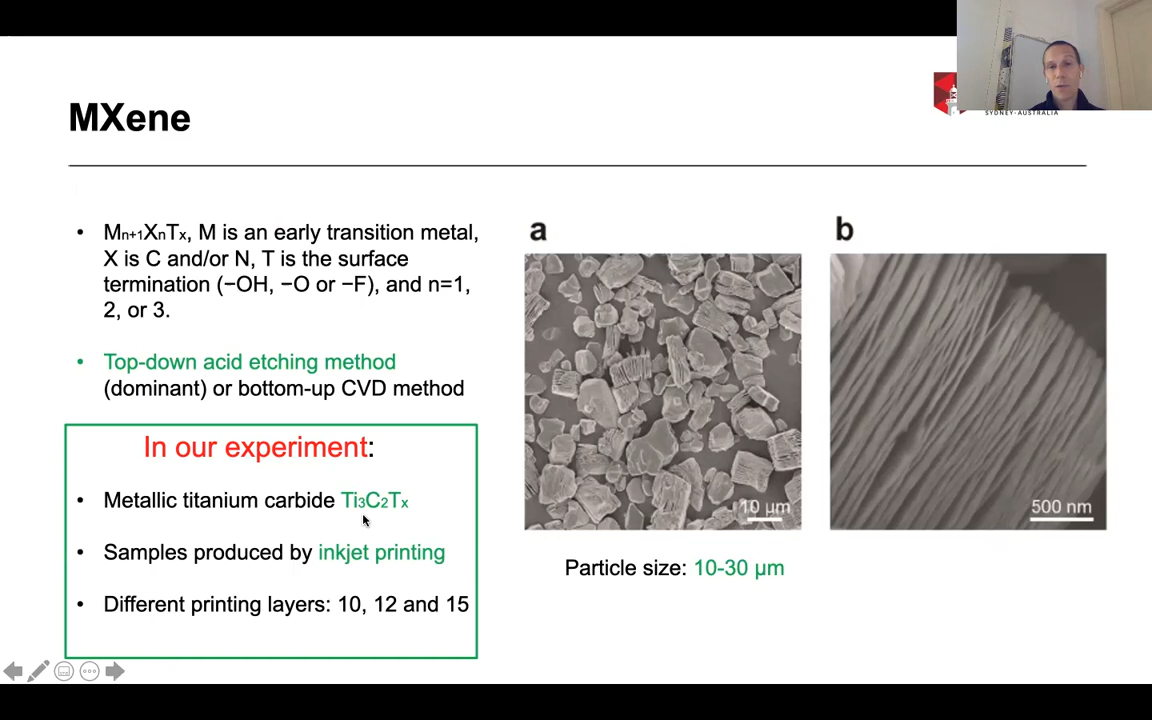 MXene
SYDNEY·AUSTRALIA
• Mn+1XnTx, M is an early transition metal,
X is C and/or N, T is the surface
termination (−OH, −O or −F), and n=1,
2, or 3.
• Top-down acid etching method
(dominant) or bottom-up CVD method
In our experiment:
• Metallic titanium carbide Ti3C2Tx
• Samples produced by inkjet printing
• Different printing layers: 10, 12 and 15
a
10 µm
b
500 nm
Particle size: 10-30 µm